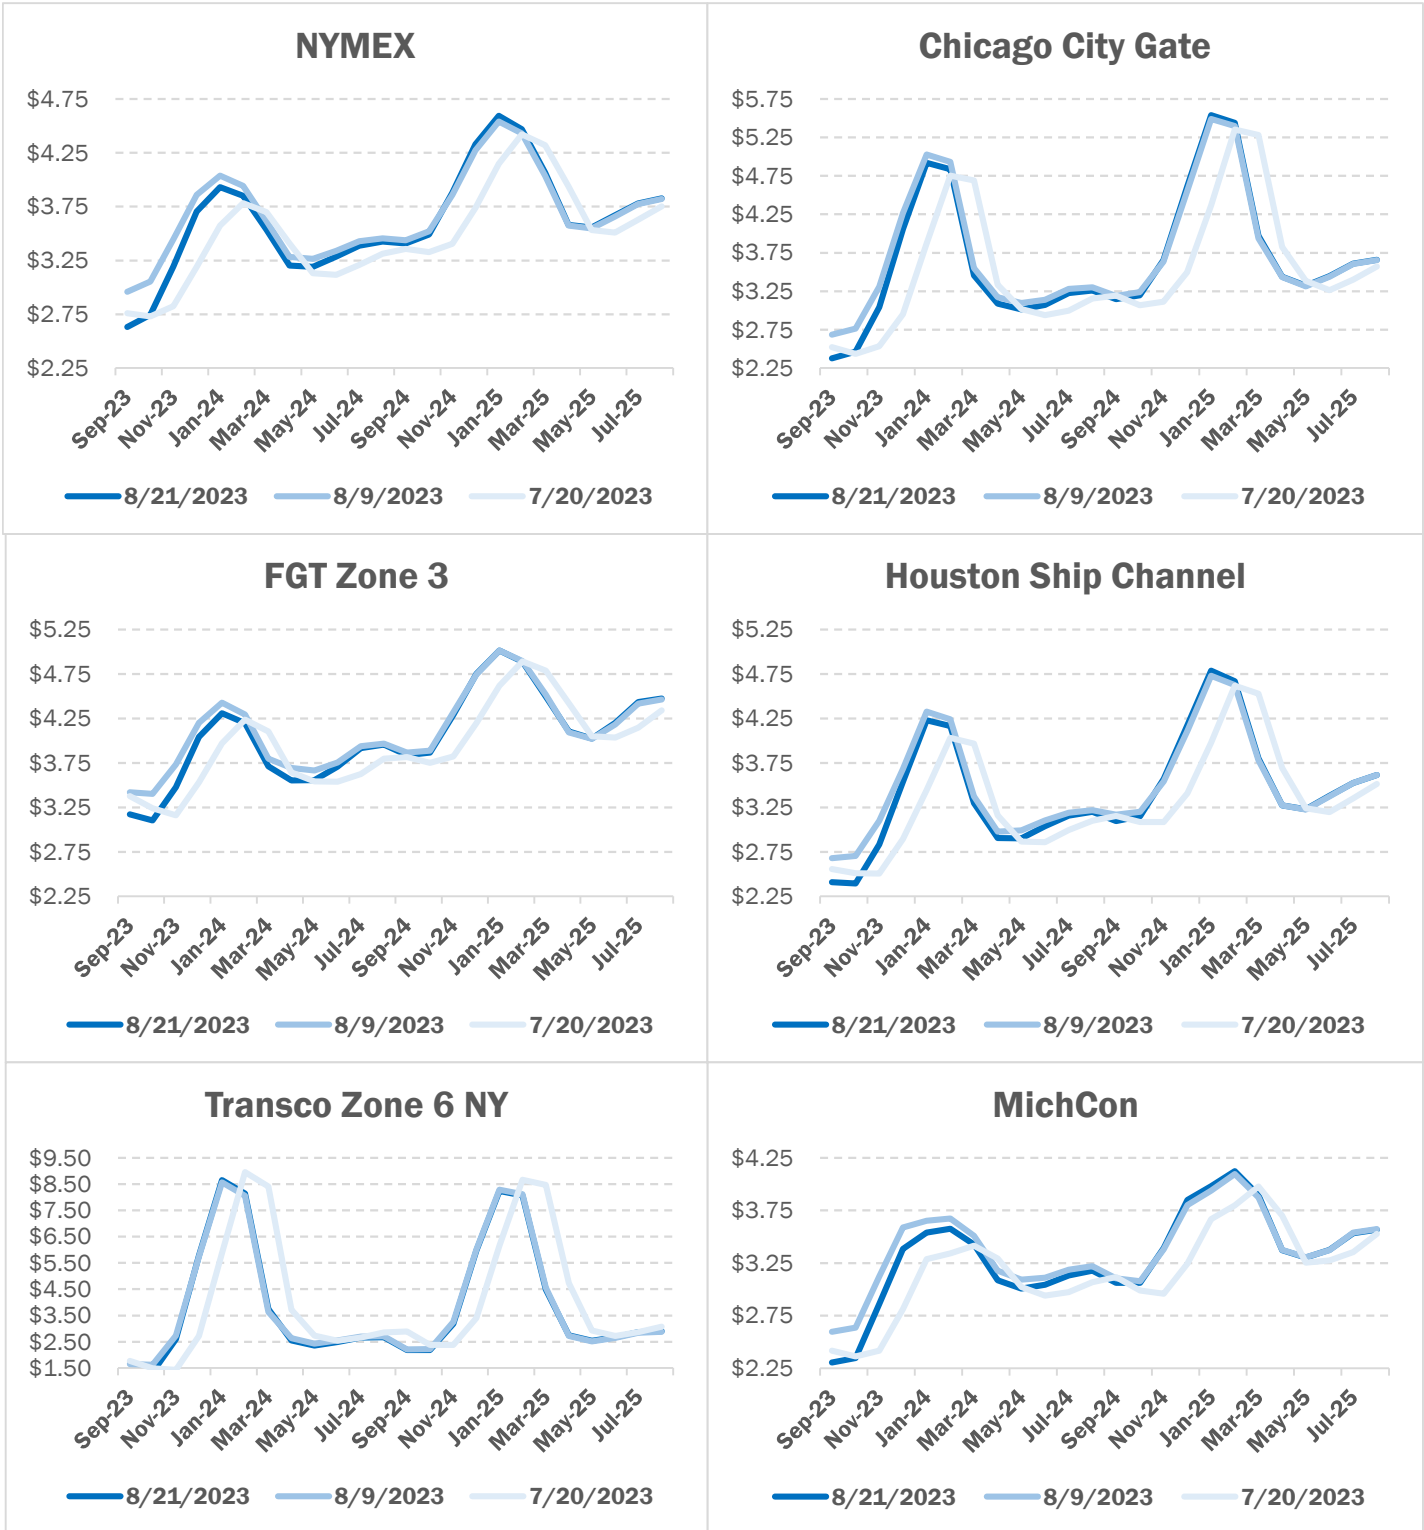 NYMEX
$4.75
$4.25
$3.75
$3.25
$2.75
$2.25
Sep-23 Nov-23 Jan-24 Mar-24 May-24 Jul-24 Sep-24 Nov-24 Jan-25 Mar-25 May-25 Jul-25
8/21/2023 8/9/2023 7/20/2023
Chicago City Gate
$5.75
$5.25
$4.75
$4.25
$3.75
$3.25
$2.75
$2.25
Sep-23 Nov-23 Jan-24 Mar-24 May-24 Jul-24 Sep-24 Nov-24 Jan-25 Mar-25 May-25 Jul-25
8/21/2023 8/9/2023 7/20/2023
FGT Zone 3
$5.25
$4.75
$4.25
$3.75
$3.25
$2.75
$2.25
Sep-23 Nov-23 Jan-24 Mar-24 May-24 Jul-24 Sep-24 Nov-24 Jan-25 Mar-25 May-25 Jul-25
8/21/2023 8/9/2023 7/20/2023
Houston Ship Channel
$5.25
$4.75
$4.25
$3.75
$3.25
$2.75
$2.25
Sep-23 Nov-23 Jan-24 Mar-24 May-24 Jul-24 Sep-24 Nov-24 Jan-25 Mar-25 May-25 Jul-25
8/21/2023 8/9/2023 7/20/2023
Transco Zone 6 NY
$9.50
$8.50
$7.50
$6.50
$5.50
$4.50
$3.50
$2.50
$1.50
Sep-23 Nov-23 Jan-24 Mar-24 May-24 Jul-24 Sep-24 Nov-24 Jan-25 Mar-25 May-25 Jul-25
8/21/2023 8/9/2023 7/20/2023
MichCon
$4.25
$3.75
$3.25
$2.75
$2.25
Sep-23 Nov-23 Jan-24 Mar-24 May-24 Jul-24 Sep-24 Nov-24 Jan-25 Mar-25 May-25 Jul-25
8/21/2023 8/9/2023 7/20/2023